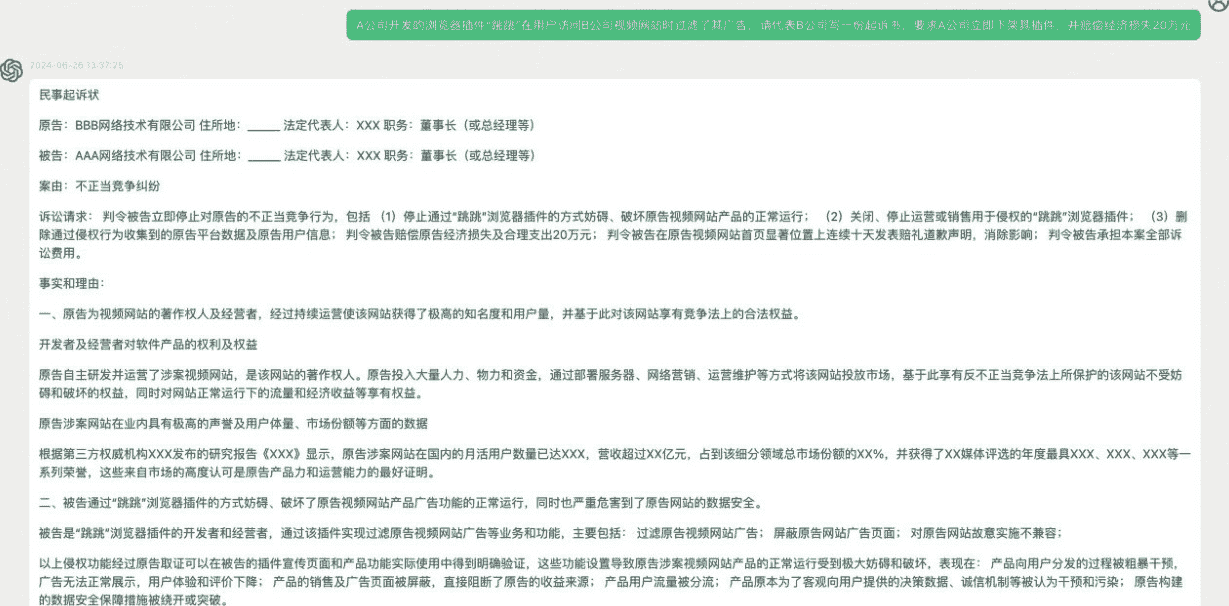 A公司开发的浏览器插件“跳跳”在用户访问B公司视频网站时过滤了其广告，请代表B公司写一份起诉书，要求A公司立即下架其插件，并赔偿经济损失20万元
2024-06-26 13:37:25
民事起诉状
原告：BBB网络技术有限公司 住所地：_____ 法定代表人：XXX 职务：董事长（或总经理等）
被告：AAA网络技术有限公司 住所地：_____ 法定代表人：XXX 职务：董事长（或总经理等）
案由：不正当竞争纠纷
诉讼请求： 判令被告立即停止对原告的不正当竞争行为，包括（1）停止通过“跳跳”浏览器插件的方式妨碍、破坏原告视频网站产品的正常运行；（2）关闭、停止运营或销售用于侵权的“跳跳”浏览器插件；（3）删
除通过侵权行为收集到的原告平台数据及原告用户信息； 判令被告赔偿原告经济损失及合理支出20万元； 判令被告在原告视频网站首页显著位置上连续十天发表赔礼道歉声明，消除影响； 判令被告承担本案全部诉
讼费用。
事实和理由：
一、原告为视频网站的著作权人及经营者，经过持续运营使该网站获得了极高的知名度和用户量，并基于此对该网站享有竞争法上的合法权益。
开发者及经营者对软件产品的权利及权益
原告自主研发并运营了涉案视频网站，是该网站的著作权人。原告投入大量人力、物力和资金，通过部署服务器、网络营销、运营维护等方式将该网站投放市场，基于此享有反不正当竞争法上所保护的该网站不受妨
碍和破坏的权益，同时对网站正常运行下的流量和经济收益等享有权益。
原告涉案网站在业内具有极高的声誉及用户体量、市场份额等方面的数据
根据第三方权威机构XXX发布的研究报告《XXX》显示，原告涉案网站在国内的月活用户数量已达XXX，营收超过XX亿元，占到该细分领域总市场份额的XX%，并获得了XX媒体评选的年度最具XXX、XXX、XXX等一
系列荣誉，这些来自市场的高度认可是原告产品力和运营能力的最好证明。
二、被告通过“跳跳”浏览器插件的方式妨碍、破坏了原告视频网站产品广告功能的正常运行，同时也严重危害到了原告网站的数据安全。
被告是“跳跳”浏览器插件的开发者和经营者，通过该插件实现过滤原告视频网站广告等业务和功能，主要包括： 过滤原告视频网站广告； 屏蔽原告网站广告页面； 对原告网站故意实施不兼容；
以上侵权功能经过原告取证可以在被告的插件宣传页面和产品功能实际使用中得到明确验证，这些功能设置导致原告涉案视频网站产品的正常运行受到极大妨碍和破坏，表现在： 产品向用户分发的过程被粗暴干预，
广告无法正常展示，用户体验和评价下降； 产品的销售及广告页面被屏蔽，直接阻断了原告的收益来源； 产品用户流量被分流； 产品原本为了客观向用户提供的决策数据、诚信机制等被认为干预和污染； 原告构建
的数据安全保障措施被绕开或突破。